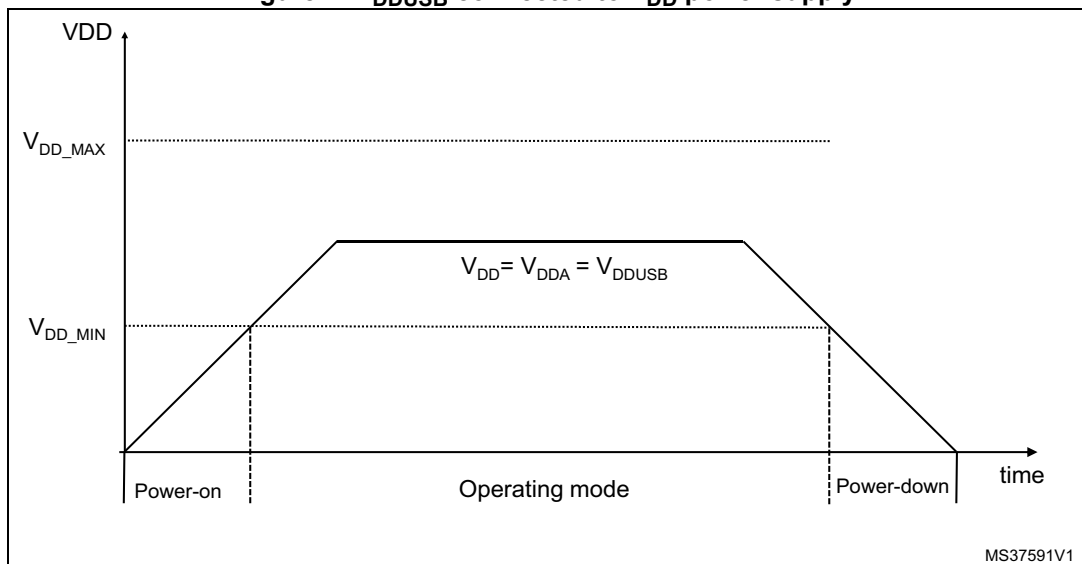 VDD
V_DD_MAX
V_DD= V_DDA = V_DDUSB
V_DD_MIN
time
Power-on
Operating mode
Power-down
MS37591V1